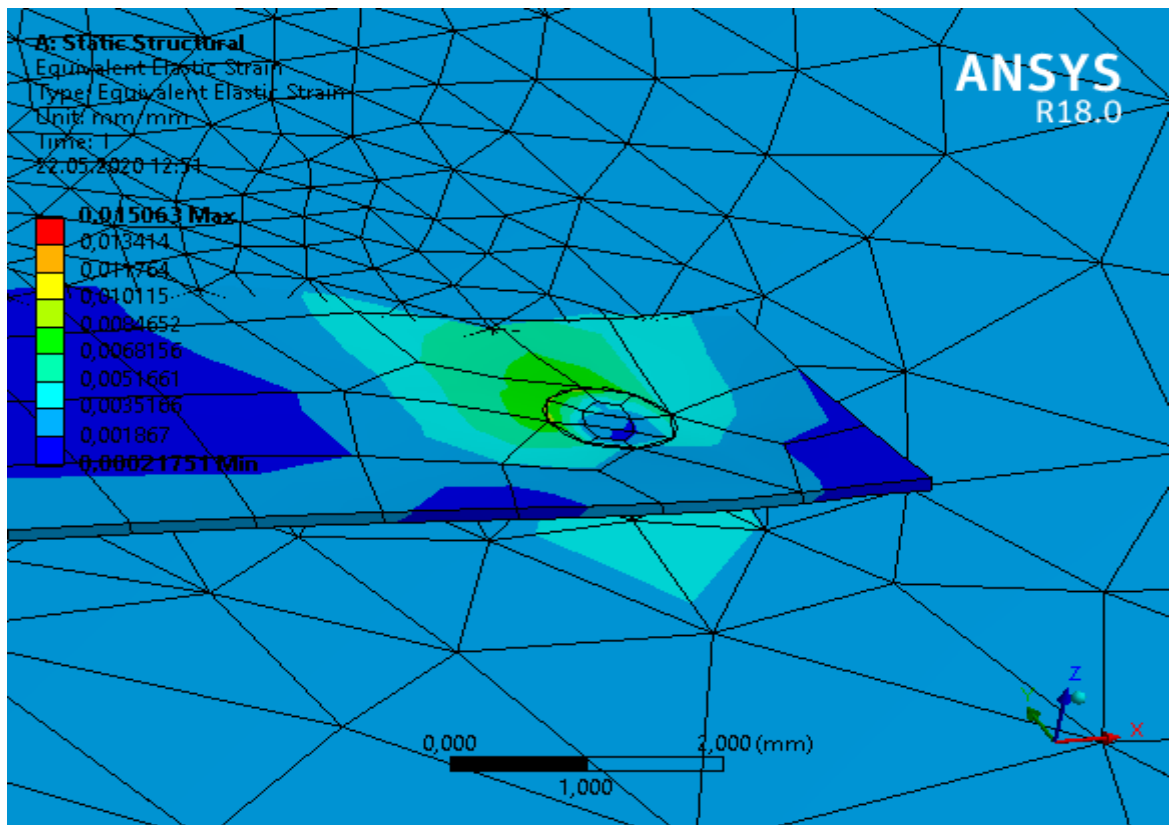 A: Static Structural
Equivalent Elastic Strain
Type: Equivalent Elastic Strain
Unit: mm/mm
Time: 1
22.05.2020 12:51
ANSYS
R18.0
0,015063 Max
0,013414
0,011764
0,010115
0,0084652
0,0068156
0,0051661
0,0035166
0,001867
0,00021751 Min
0,000
2,000 (mm)
1,000
Y
Z
X